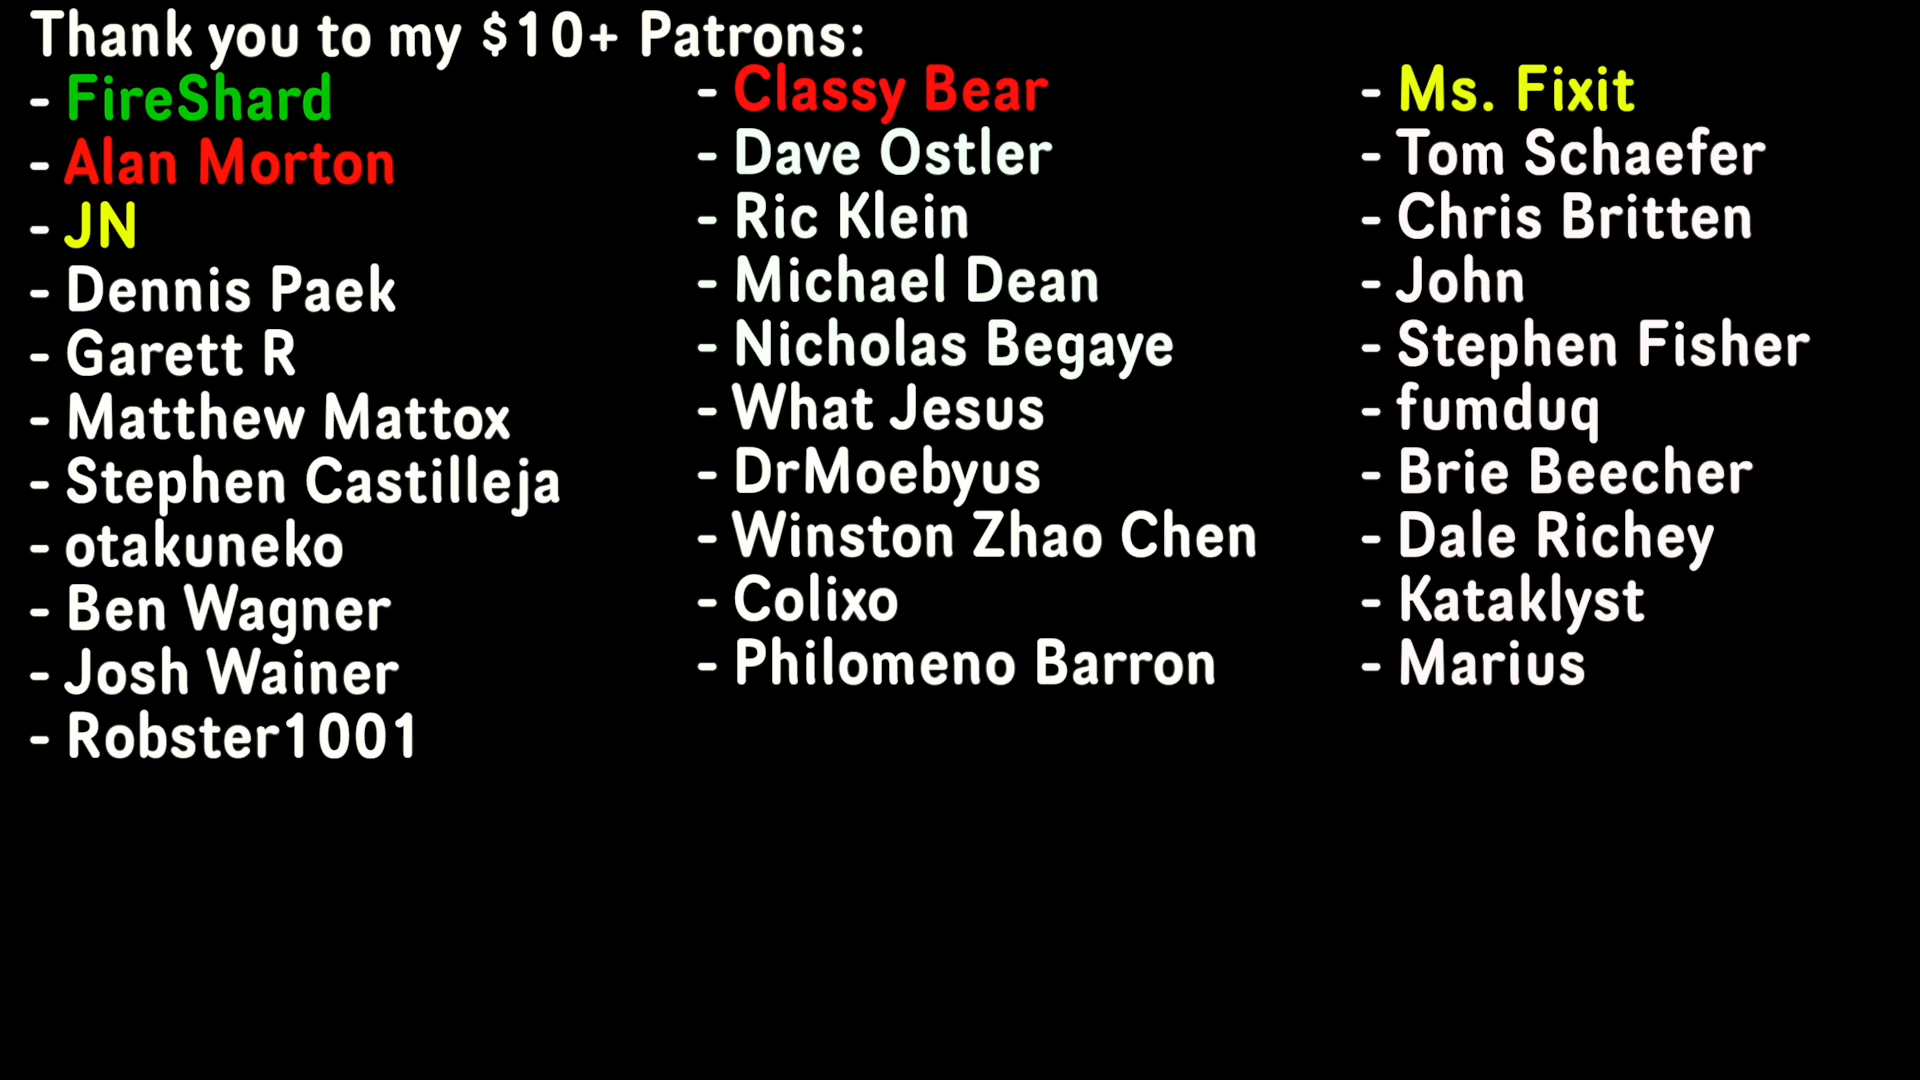 Thank you to my $10+ Patrons:
- FireShard
- Alan Morton
- JN
- Dennis Paek
- Garett R
- Matthew Mattox
- Stephen Castilleja
- otakuneko
- Ben Wagner
- Josh Wainer
- Robster1001
- Classy Bear
- Dave Ostler
- Ric Klein
- Michael Dean
- Nicholas Begaye
- What Jesus
- DrMoebyus
- Winston Zhao Chen
- Colixo
- Philomeno Barron
- Ms. Fixit
- Tom Schaefer
- Chris Britten
- John
- Stephen Fisher
- fumduq
- Brie Beecher
- Dale Richey
- Kataklyst
- Marius